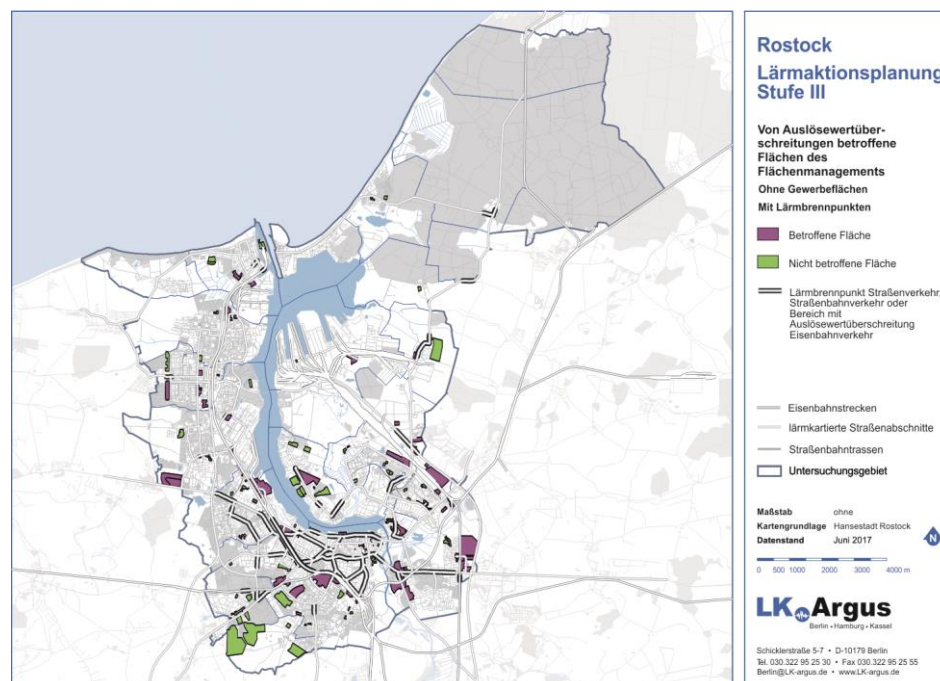 Rostock
Lärmaktionsplanung
Stufe III
Von Auslösewertüber-
schreitungen betroffene
Flächen des
Flächenmanagements
Ohne Gewerbeflächen
Mit Lärmbrennpunkten
Betroffene Fläche
Nicht betroffene Fläche
Lärmbrennpunkt Straßenverkehr,
Straßenbahnverkehr oder
Bereich mit
Auslösewertüberschreitung
Eisenbahnverkehr
Eisenbahnstrecken
lärmkartierte Straßenabschnitte
Straßenbahntrassen
Untersuchungsgebiet
Maßstab ohne
Kartengrundlage Hansestadt Rostock
Datenstand Juni 2017
N
0 500 1000 2000 3000 4000 m
LK Argus
Berlin • Hamburg • Kassel
Schicklerstraße 5-7 • D-10179 Berlin
Tel. 030.322 95 25 30 • Fax 030.322 95 25 55
Berlin@LK-argus.de • www.LK-argus.de